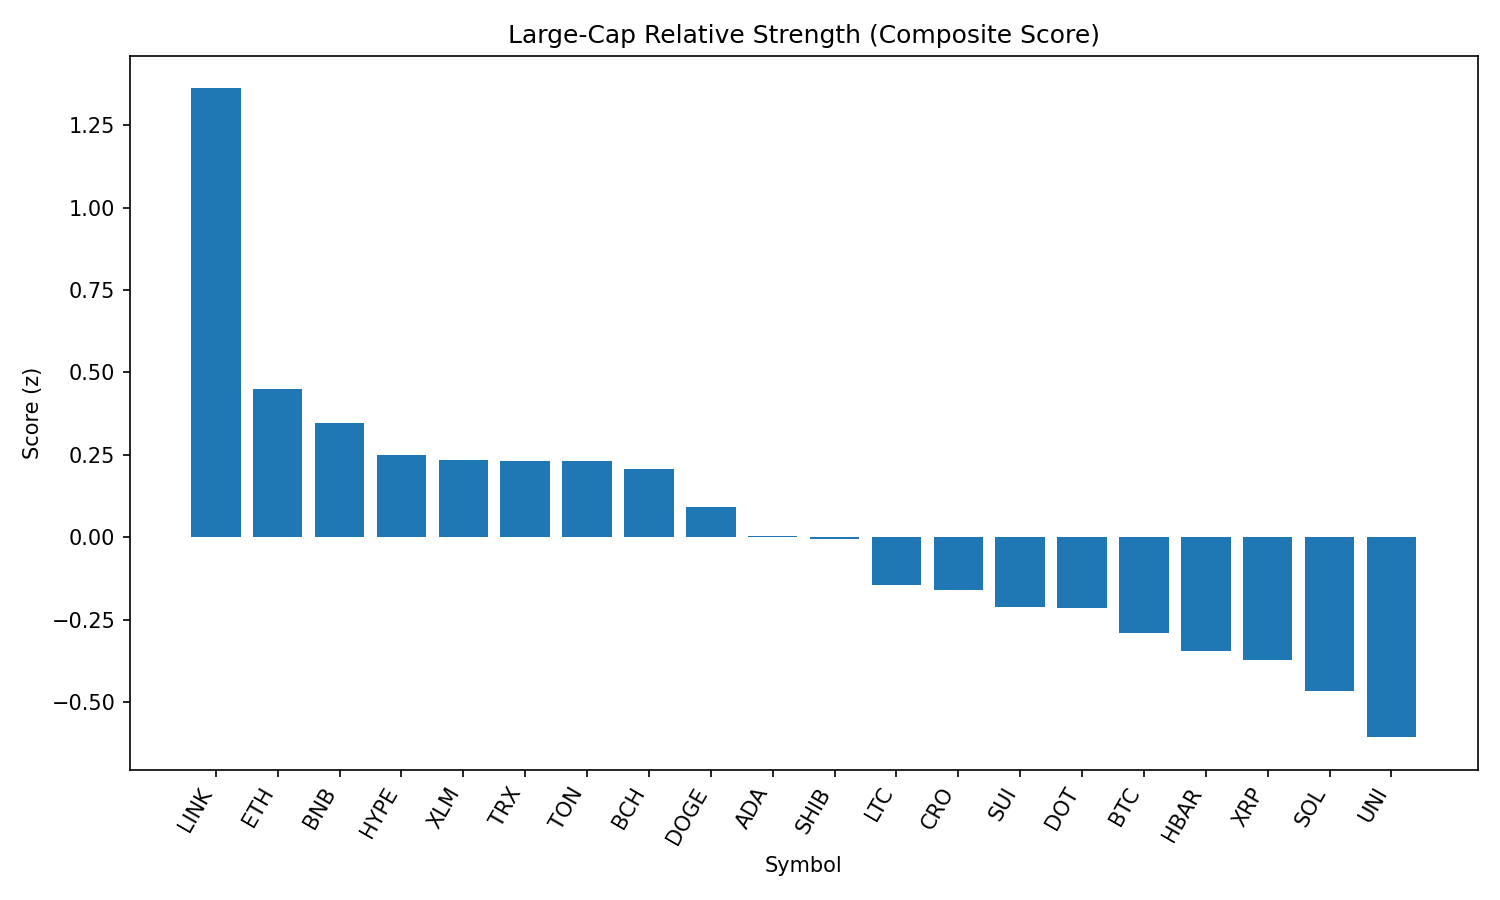 Large-Cap Relative Strength (Composite Score)
Score (z)
1.25
1.00
0.75
0.50
0.25
0.00
−0.25
−0.50
LINK ETH BNB HYPE XLM TRX TON BCH DOGE ADA SHIB LTC CRO SUI DOT BTC HBAR XRP SOL UNI
Symbol